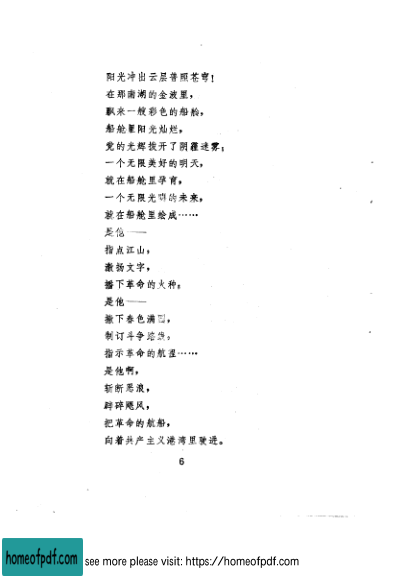 阳光冲出云层普照苍穹！
在那南湖的金波里，
飘来一艘彩色的船舱，
船舱里阳光灿烂，
党的光辉拨开了阴霾迷雾；
一个无限美好的明天，
就在船舱里孕育，
一个无限光辉的未来，
就在船舱里绘成……
是他——
指点江山，
激扬文字，
播下革命的火种。
是他——
撒下春色满园，
制订斗争路线。
指示革命的航程……
是他啊，
斩断恶浪，
劈碎飓风，
把革命的航船，
向着共产主义港湾里驶进。
6
homeofpdf.com
see more please visit: https://homeofpdf.com